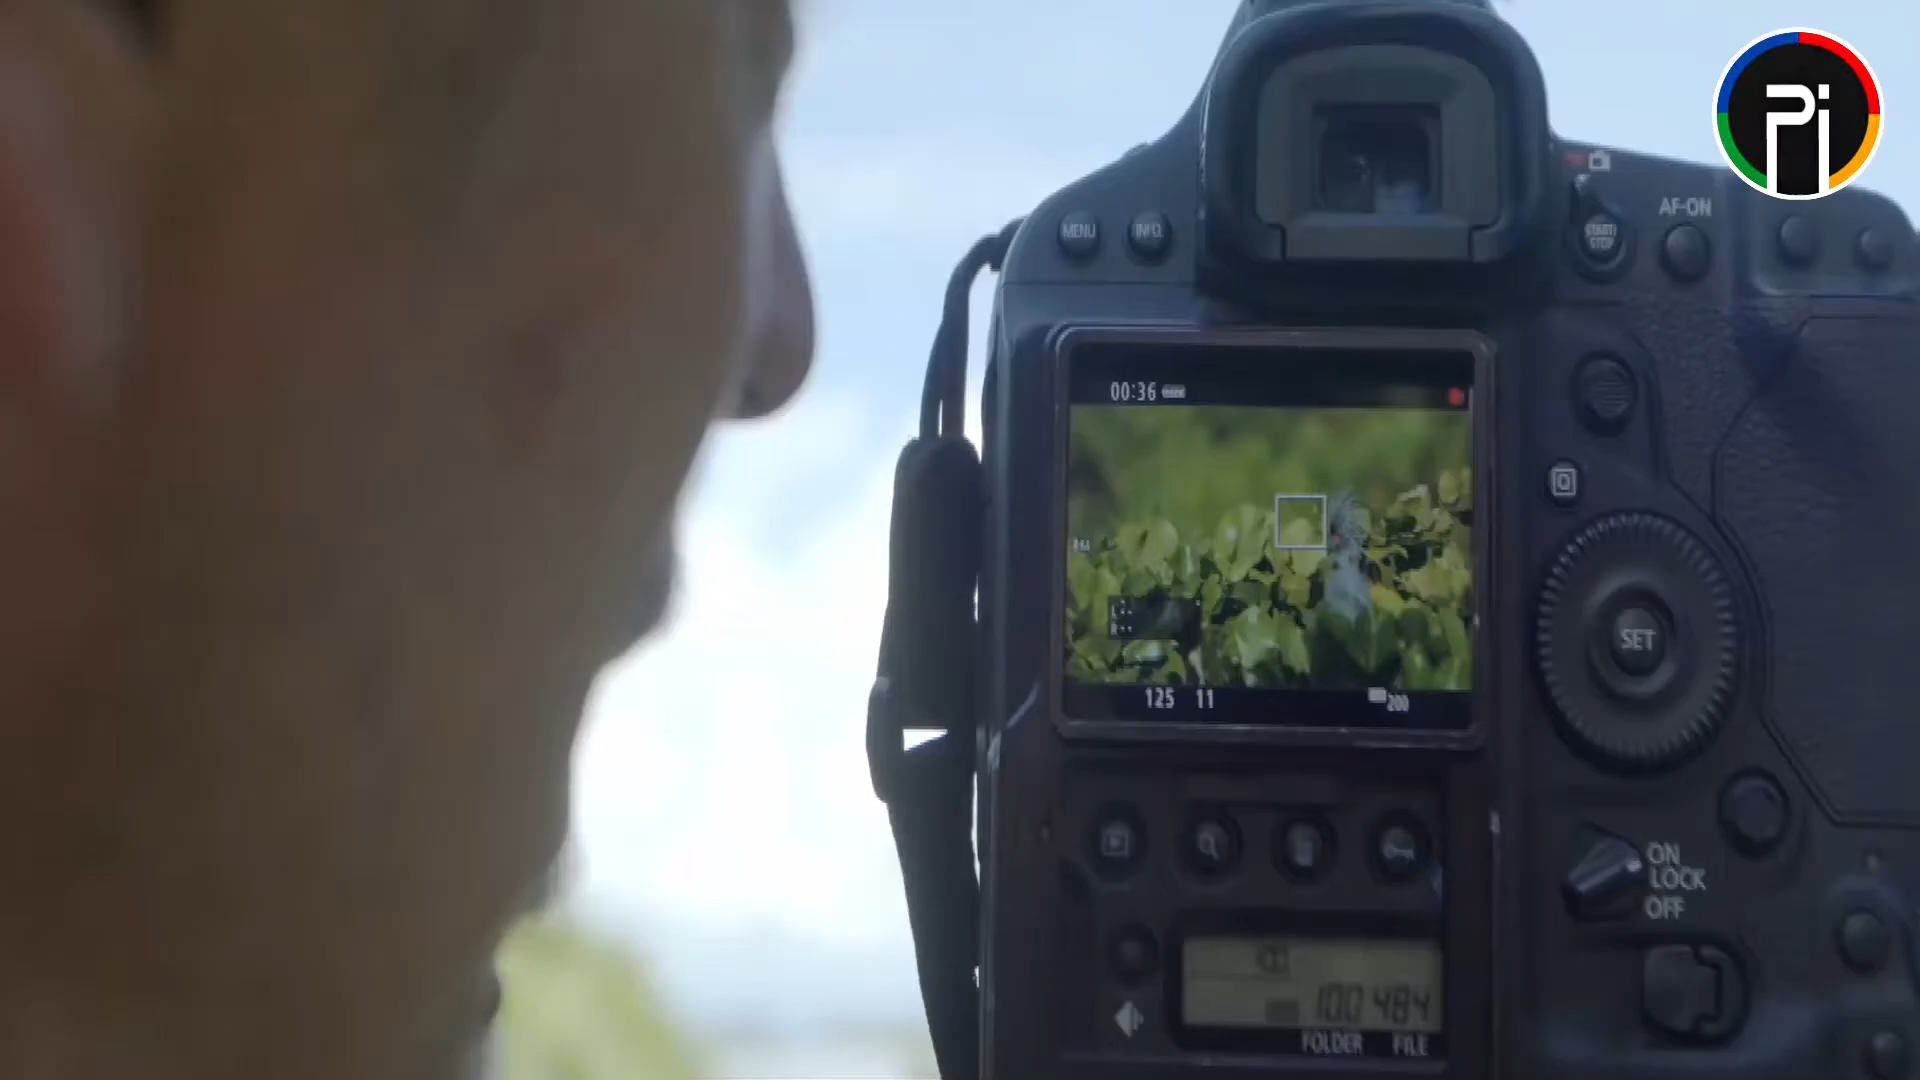 Pi
AF-ON
MENU
INFO.
START/
STOP
00:36
Q
SET
L
R
125 11
200
ON
LOCK
OFF
100 484
FOLDER FILE